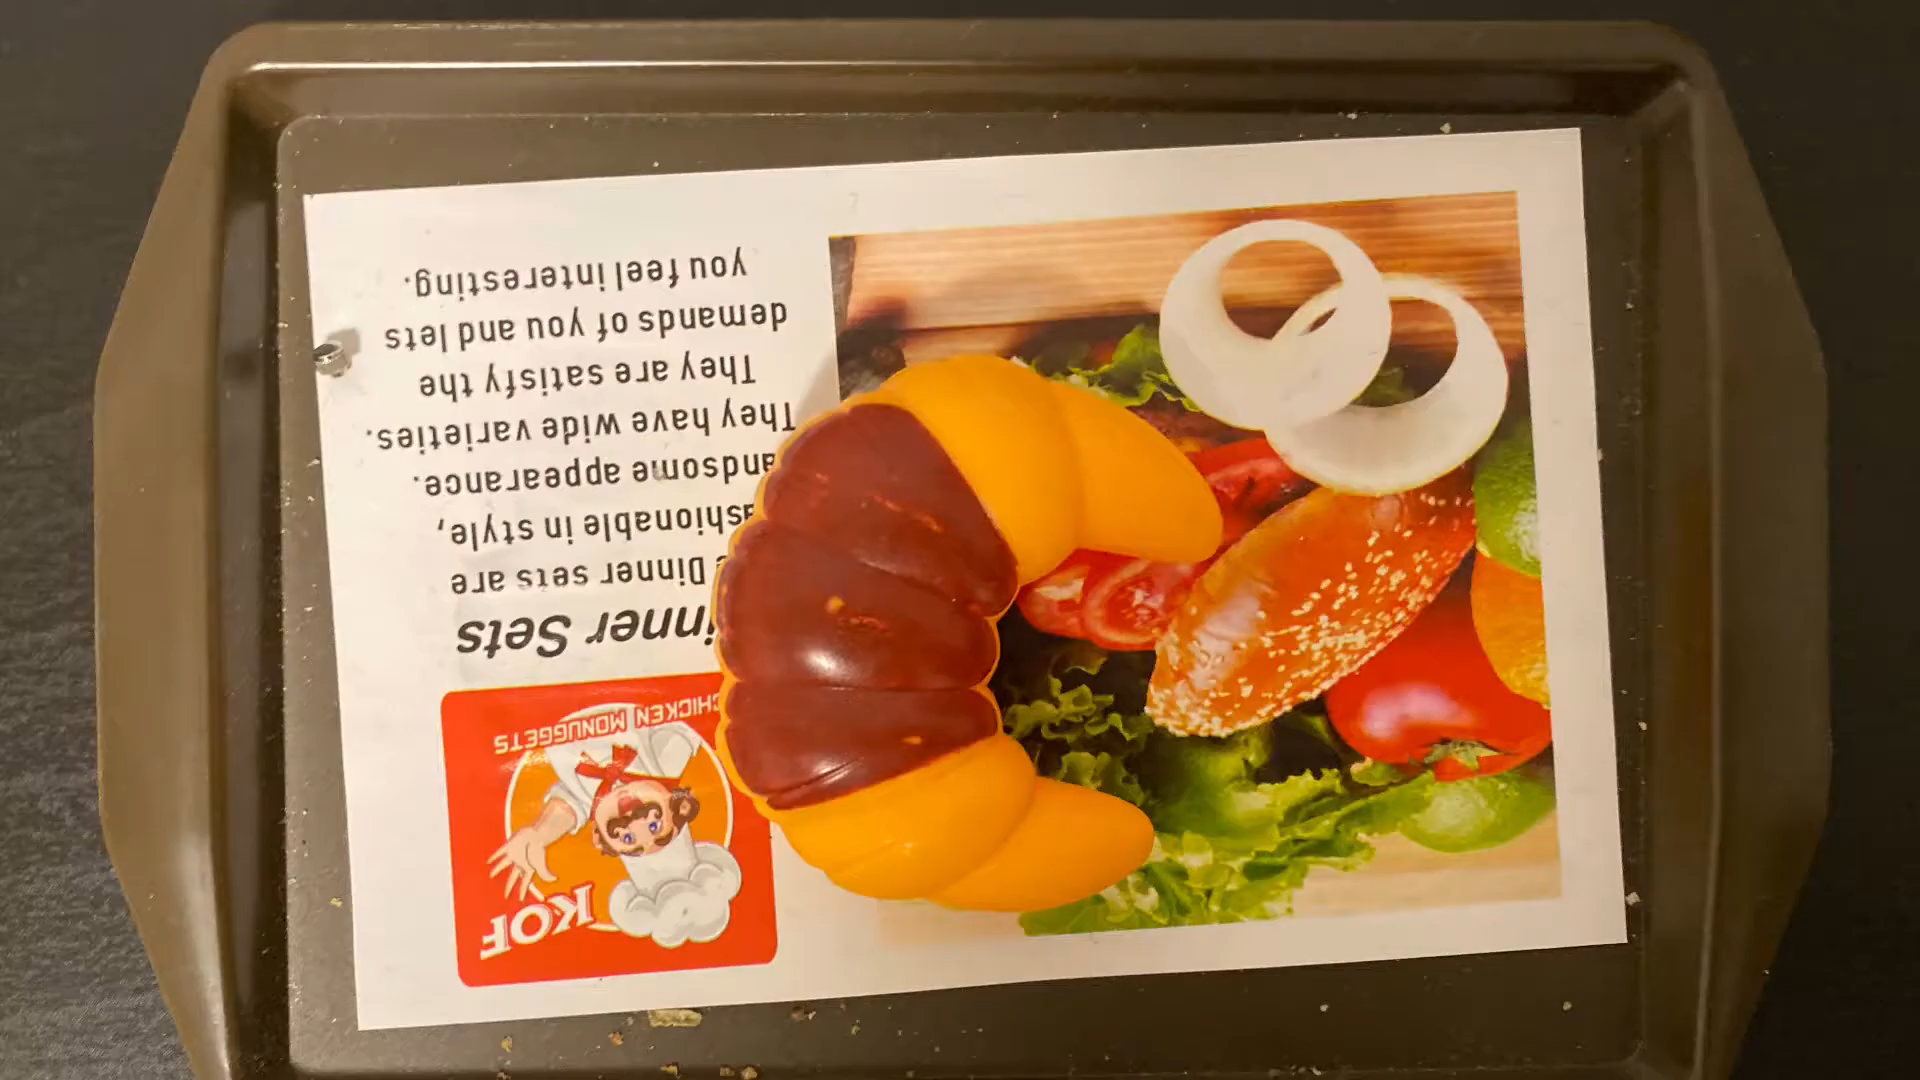 KOF
CHICKEN MONUGGETS
inner Sets
e Dinner sets are
ashionable in style,
andsome appearance.
They have wide varieties.
They are satisfy the
demands of you and lets
you feel interesting.